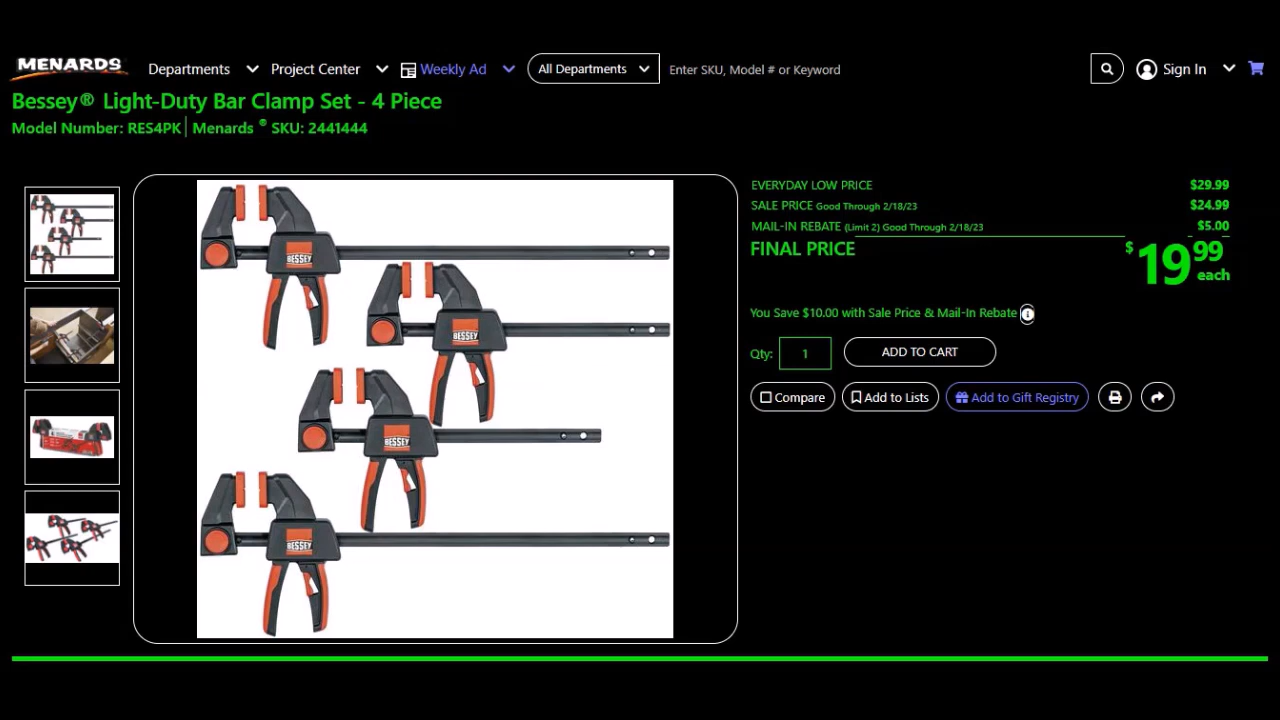 MENARDS
Departments Project Center Weekly Ad All Departments Enter SKU, Model # or Keyword Sign In
Bessey® Light-Duty Bar Clamp Set - 4 Piece
Model Number: RES4PK Menards ® SKU: 2441444
EVERYDAY LOW PRICE $29.99
SALE PRICE Good Through 2/18/23 $24.99
MAIL-IN REBATE (Limit 2) Good Through 2/18/23 $5.00
FINAL PRICE $19 99 each
You Save $10.00 with Sale Price & Mail-In Rebate
Qty: 1 ADD TO CART
Compare Add to Lists Add to Gift Registry
BESSEY
BESSEY
BESSEY
BESSEY